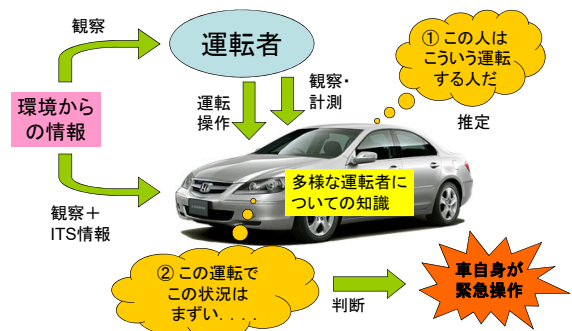 観察
運転者
① この人は
こういう運転
する人だ
環境から
の情報
運転
操作
観察・
計測
推定
多様な運転者に
ついての知識
観察＋
ITS情報
② この運転で
この状況は
まずい．．．．
判断
車自身が
緊急操作